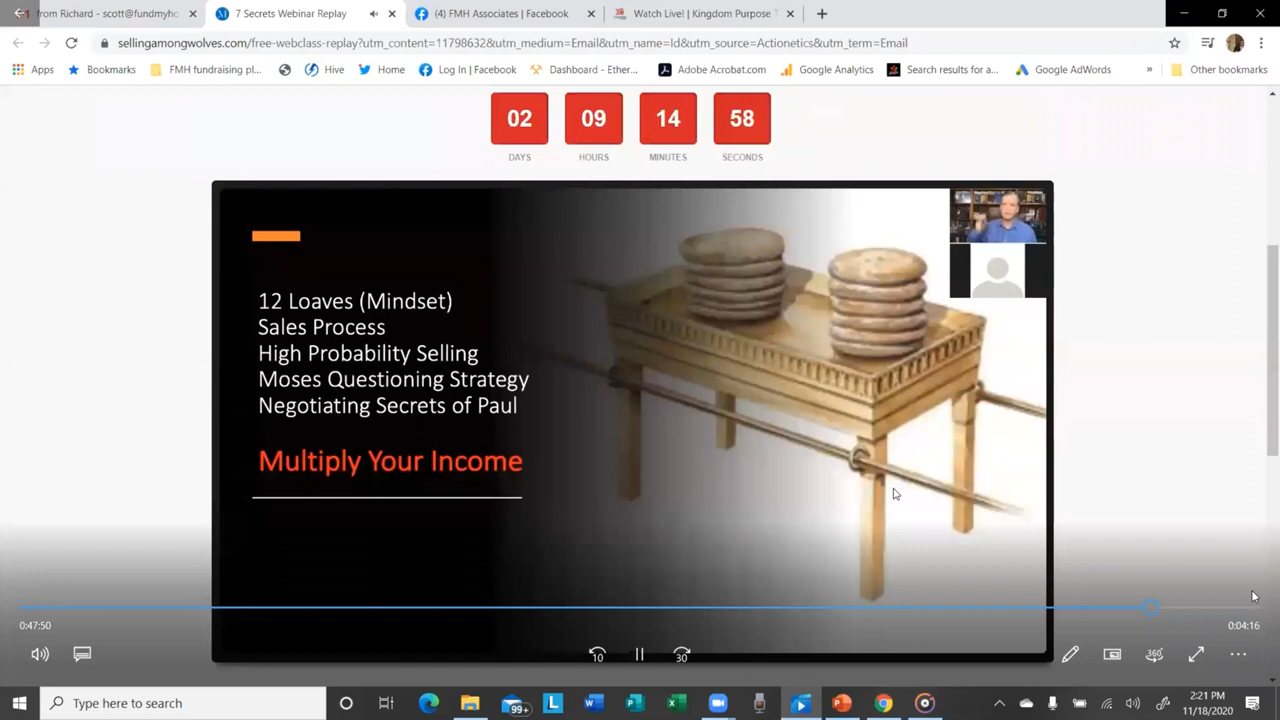 from Richard - scott@fundmyho
7 Secrets Webinar Replay
(4) FMH Associates | Facebook
Watch Live! | Kingdom Purpose T
sellingamongwolves.com/free-webclass-replay?utm_content=11798632&utm_medium=Email&utm_name=Id&utm_source=Actionetics&utm_term=Email
Apps
Bookmarks
FMH fundraising pl...
Hive
Home
Log In | Facebook
Dashboard - Ether...
Adobe Acrobat.com
Google Analytics
Search results for a...
Google AdWords
»
Other bookmarks
02
09
14
58
DAYS
HOURS
MINUTES
SECONDS
12 Loaves (Mindset)
Sales Process
High Probability Selling
Moses Questioning Strategy
Negotiating Secrets of Paul
Multiply Your Income
0:47:50
0:04:16
10
30
360
Type here to search
99+
2:21 PM
11/18/2020